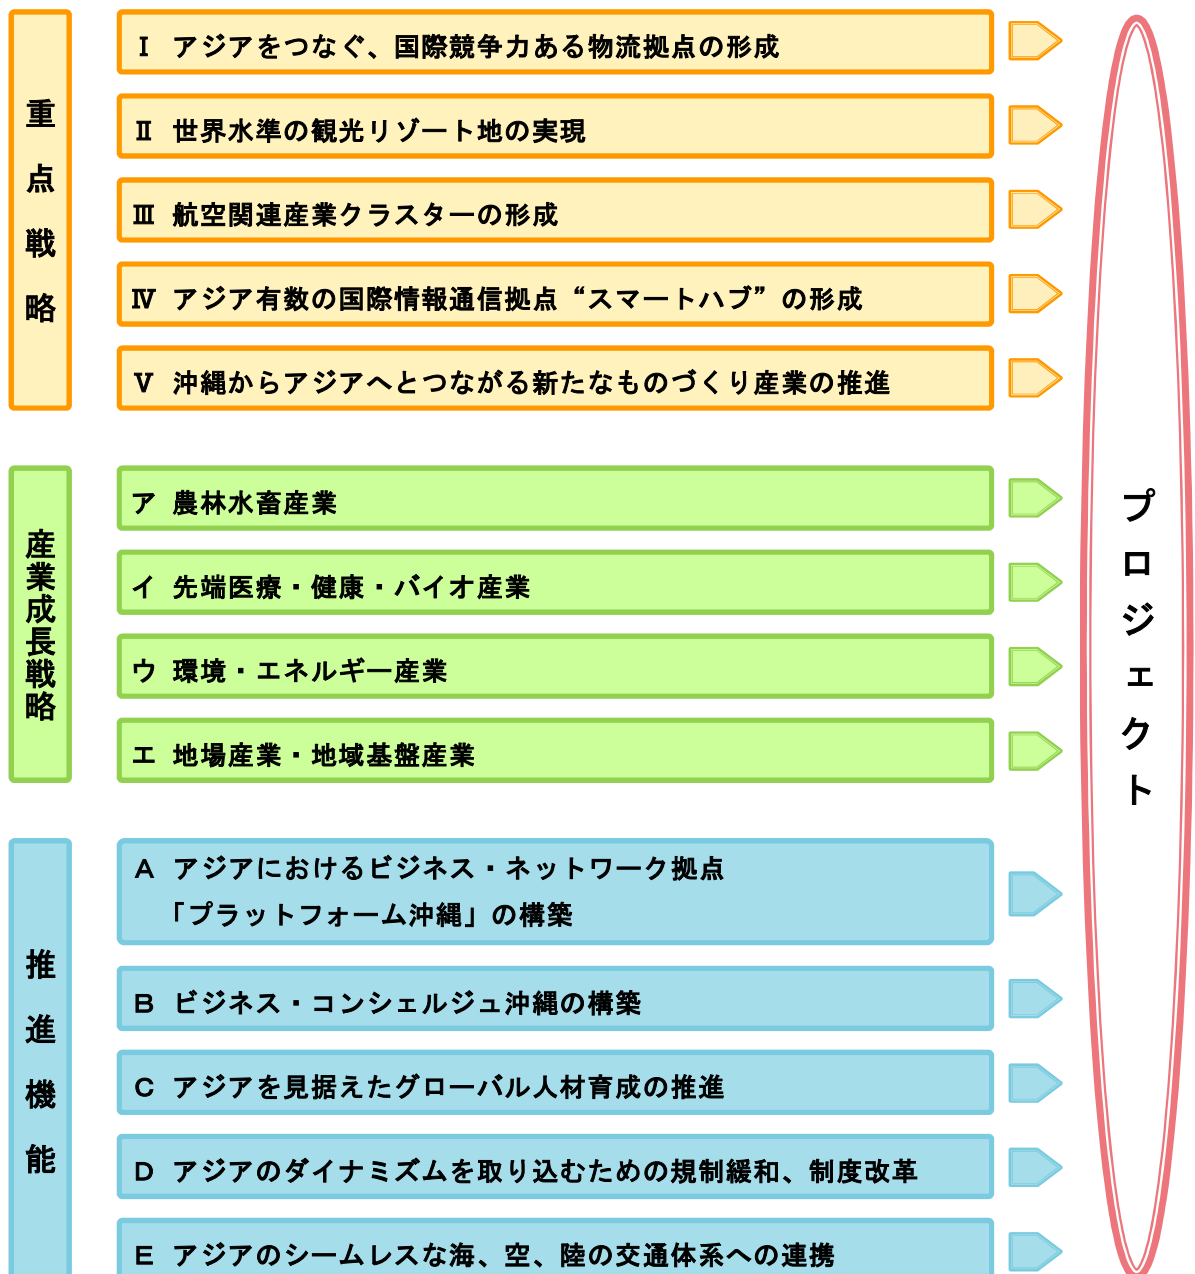 重点戦略
Ⅰ アジアをつなぐ、国際競争力ある物流拠点の形成
Ⅱ 世界水準の観光リゾート地の実現
Ⅲ 航空関連産業クラスターの形成
Ⅳ アジア有数の国際情報通信拠点“スマートハブ”の形成
Ⅴ 沖縄からアジアへとつながる新たなものづくり産業の推進
産業成長戦略
ア 農林水畜産業
イ 先端医療・健康・バイオ産業
ウ 環境・エネルギー産業
エ 地場産業・地域基盤産業
推進機能
A アジアにおけるビジネス・ネットワーク拠点
「プラットフォーム沖縄」の構築
B ビジネス・コンシェルジュ沖縄の構築
C アジアを見据えたグローバル人材育成の推進
D アジアのダイナミズムを取り込むための規制緩和、制度改革
E アジアのシームレスな海、空、陸の交通体系への連携
プロジェクト